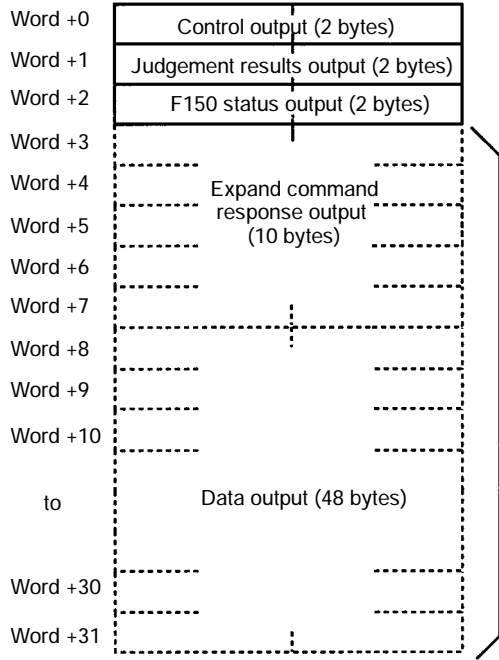 Word +0
Control output (2 bytes)
Word +1
Judgement results output (2 bytes)
Word +2
F150 status output (2 bytes)
Word +3
Word +4
Expand command
response output
(10 bytes)
Word +5
Word +6
Word +7
Word +8
Word +9
Word +10
to
Data output (48 bytes)
Word +30
Word +31